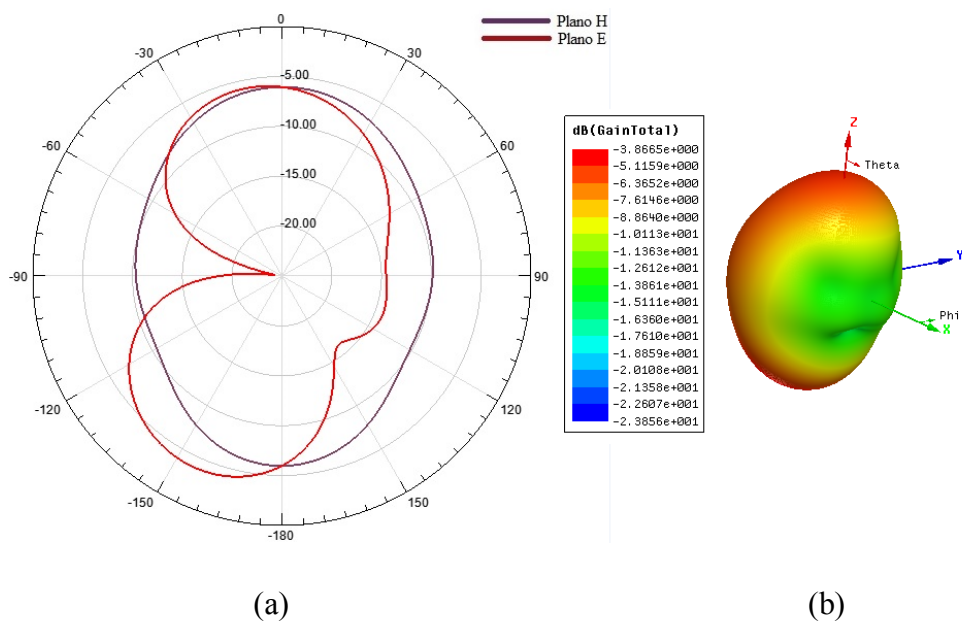 Plano H
Plano E
0
30
60
90
120
150
-180
-150
-120
-90
-60
-30
-5.00
-10.00
-15.00
-20.00
dB(GainTotal)
-3.8665e+000
-5.1159e+000
-6.3652e+000
-7.6146e+000
-8.8640e+000
-1.0113e+001
-1.1363e+001
-1.2612e+001
-1.3861e+001
-1.5111e+001
-1.6360e+001
-1.7610e+001
-1.8859e+001
-2.0108e+001
-2.1358e+001
-2.2607e+001
-2.3856e+001
Z
Theta
Y
Phi
X
(a)
(b)